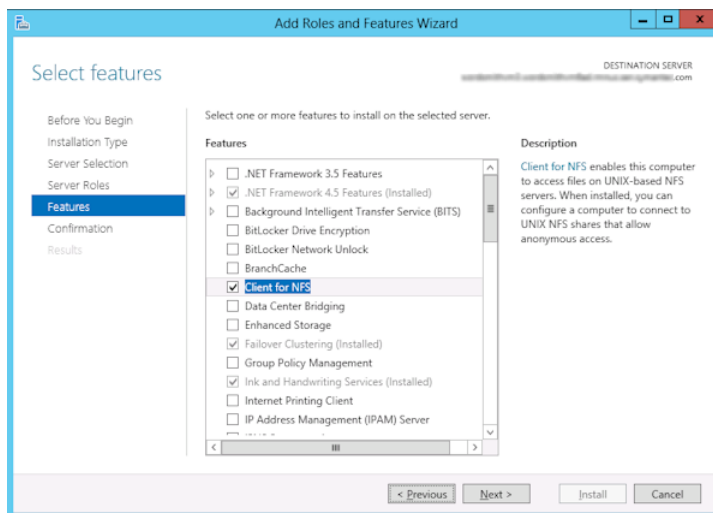 Add Roles and Features Wizard
Select features
DESTINATION SERVER
.com
Before You Begin
Installation Type
Server Selection
Server Roles
Features
Confirmation
Results
Select one or more features to install on the selected server.
Features
.NET Framework 3.5 Features
.NET Framework 4.5 Features (Installed)
Background Intelligent Transfer Service (BITS)
BitLocker Drive Encryption
BitLocker Network Unlock
BranchCache
Client for NFS
Data Center Bridging
Enhanced Storage
Failover Clustering (Installed)
Group Policy Management
Ink and Handwriting Services (Installed)
Internet Printing Client
IP Address Management (IPAM) Server
Description
Client for NFS enables this computer
to access files on UNIX-based NFS
servers. When installed, you can
configure a computer to connect to
UNIX NFS shares that allow
anonymous access.
< Previous
Next >
Install
Cancel